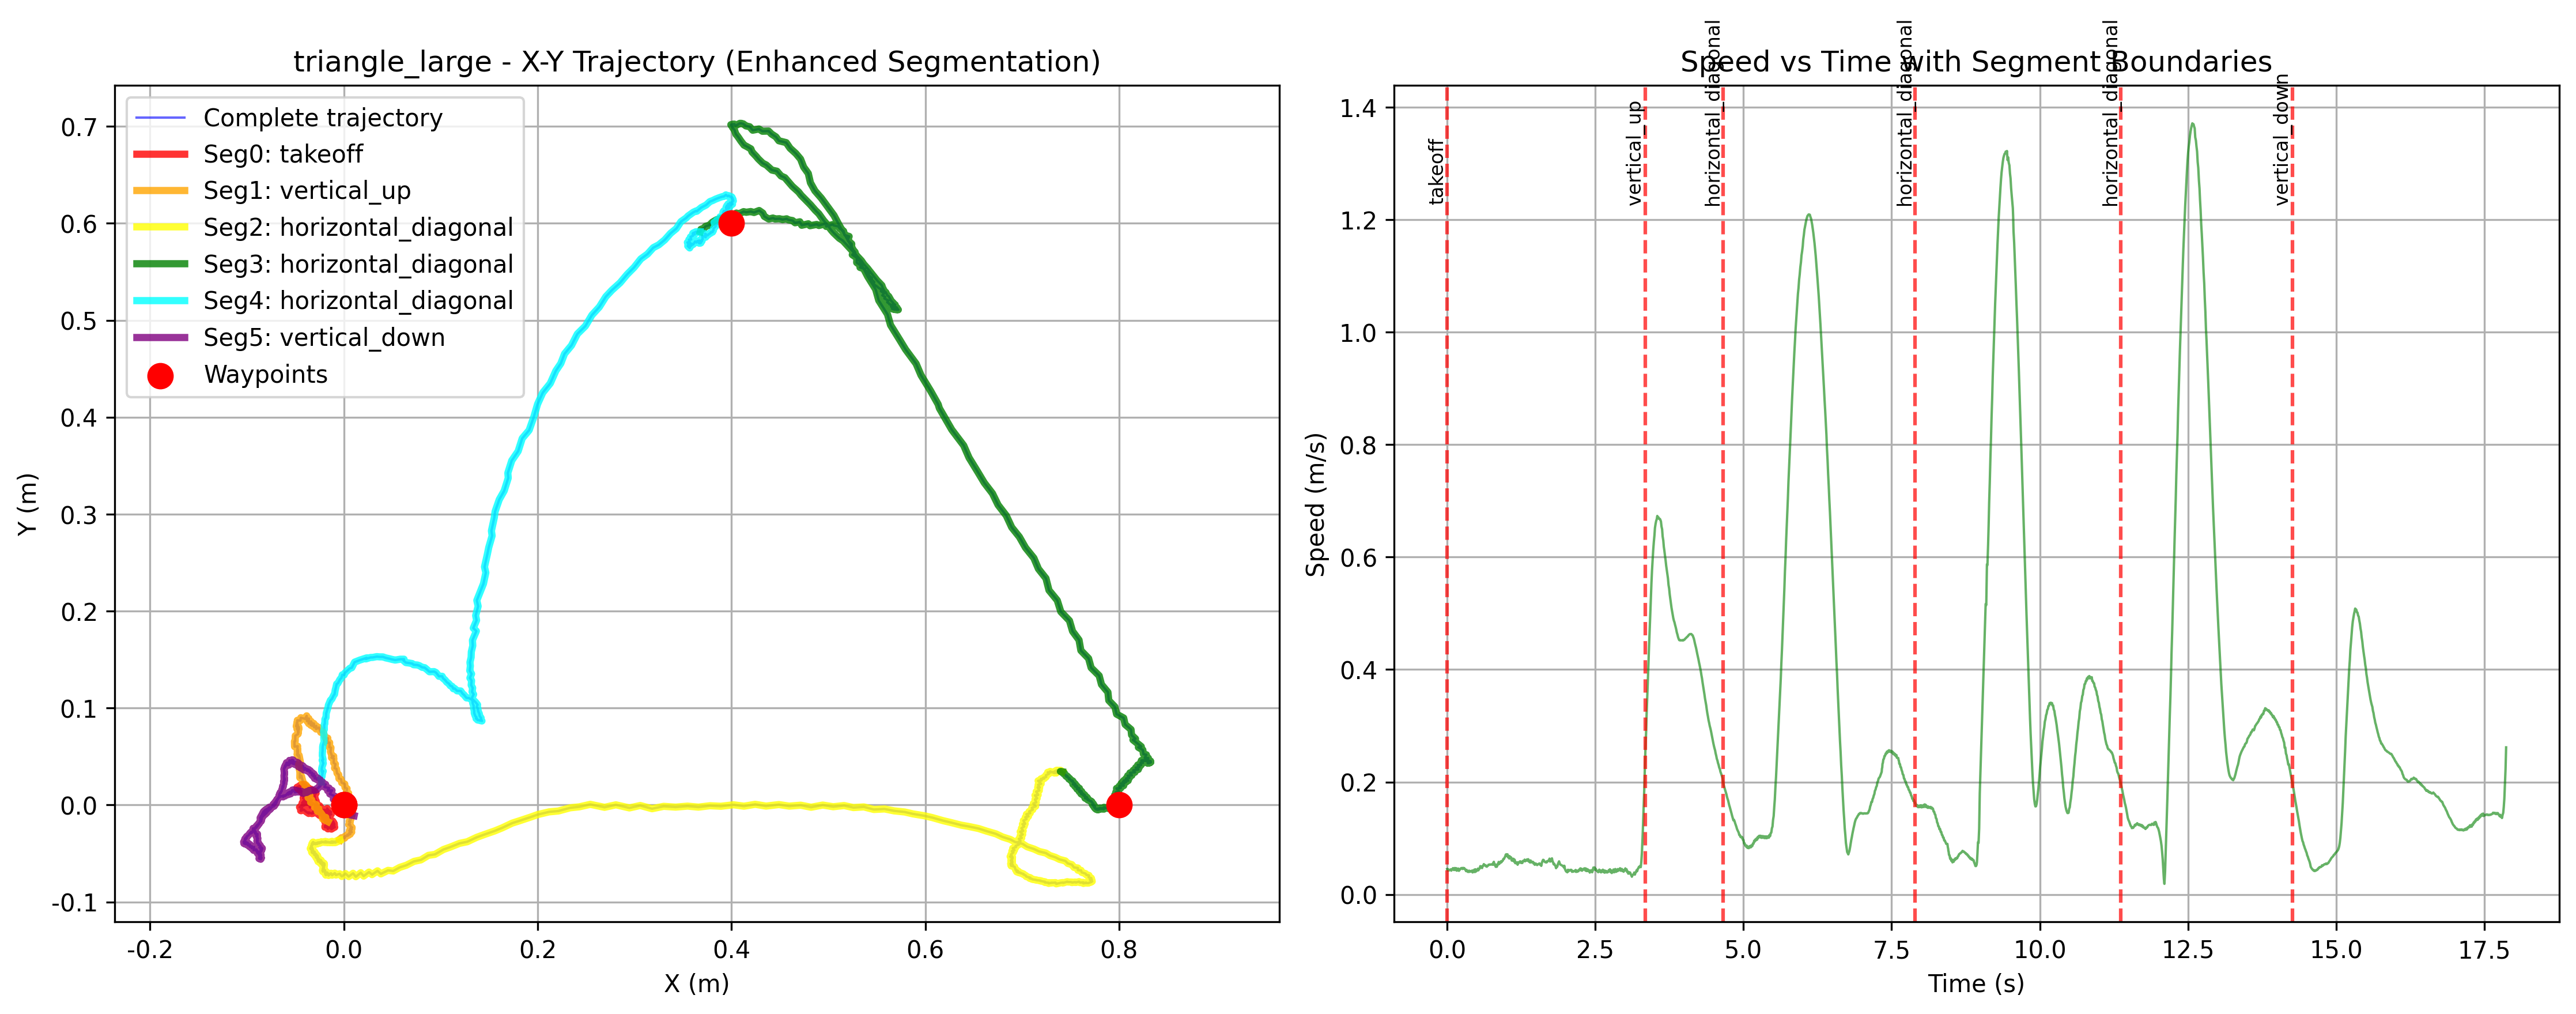 triangle_large - X-Y Trajectory (Enhanced Segmentation)
Complete trajectory
Seg0: takeoff
Seg1: vertical_up
Seg2: horizontal_diagonal
Seg3: horizontal_diagonal
Seg4: horizontal_diagonal
Seg5: vertical_down
Waypoints
Y (m)
0.7
0.6
0.5
0.4
0.3
0.2
0.1
0.0
-0.1
-0.2
0.0
0.2
0.4
0.6
0.8
X (m)
Speed vs Time with Segment Boundaries
takeoff
vertical_up
horizontal_diagonal
horizontal_diagonal
horizontal_diagonal
vertical_down
Speed (m/s)
1.4
1.2
1.0
0.8
0.6
0.4
0.2
0.0
0.0
2.5
5.0
7.5
10.0
12.5
15.0
17.5
Time (s)